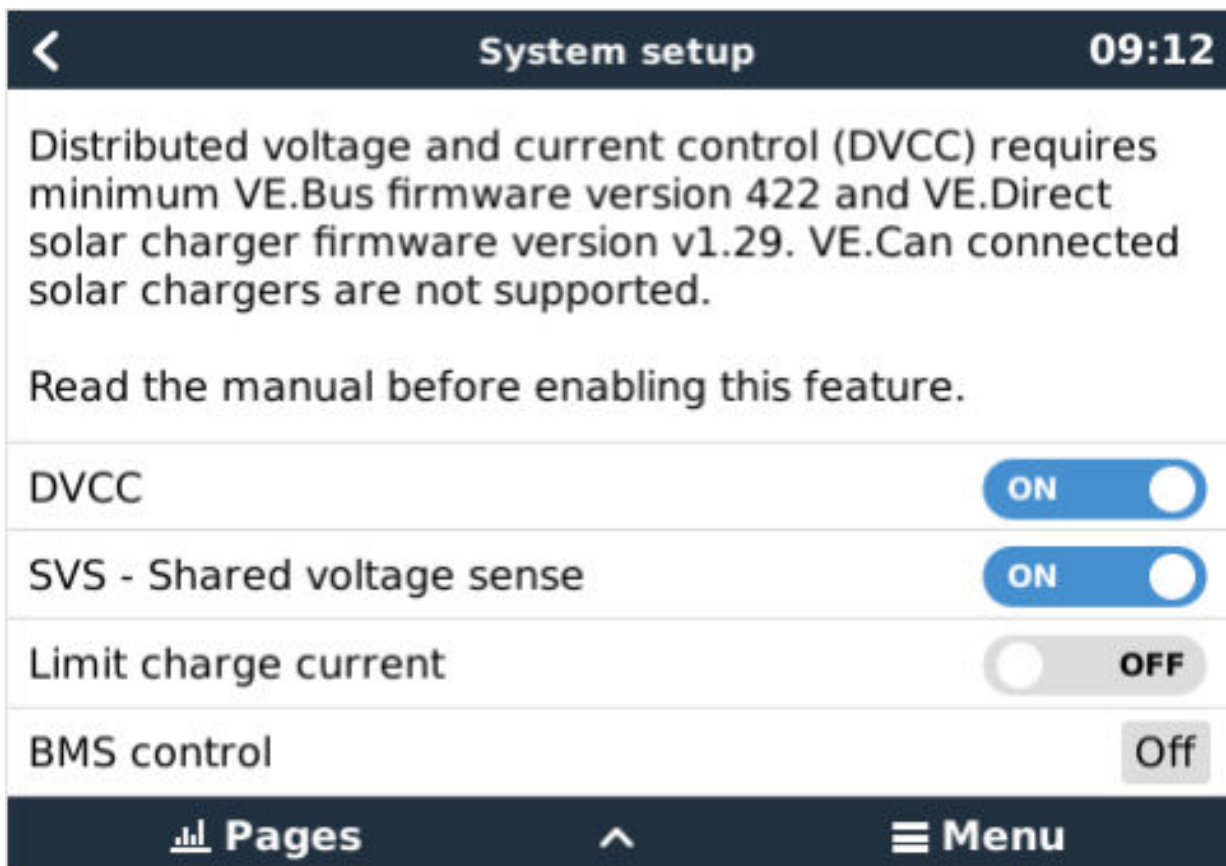 System setup 09:12
Distributed voltage and current control (DVCC) requires
minimum VE.Bus firmware version 422 and VE.Direct
solar charger firmware version v1.29. VE.Can connected
solar chargers are not supported.
Read the manual before enabling this feature.
DVCC ON
SVS - Shared voltage sense ON
Limit charge current OFF
BMS control Off
Pages Menu